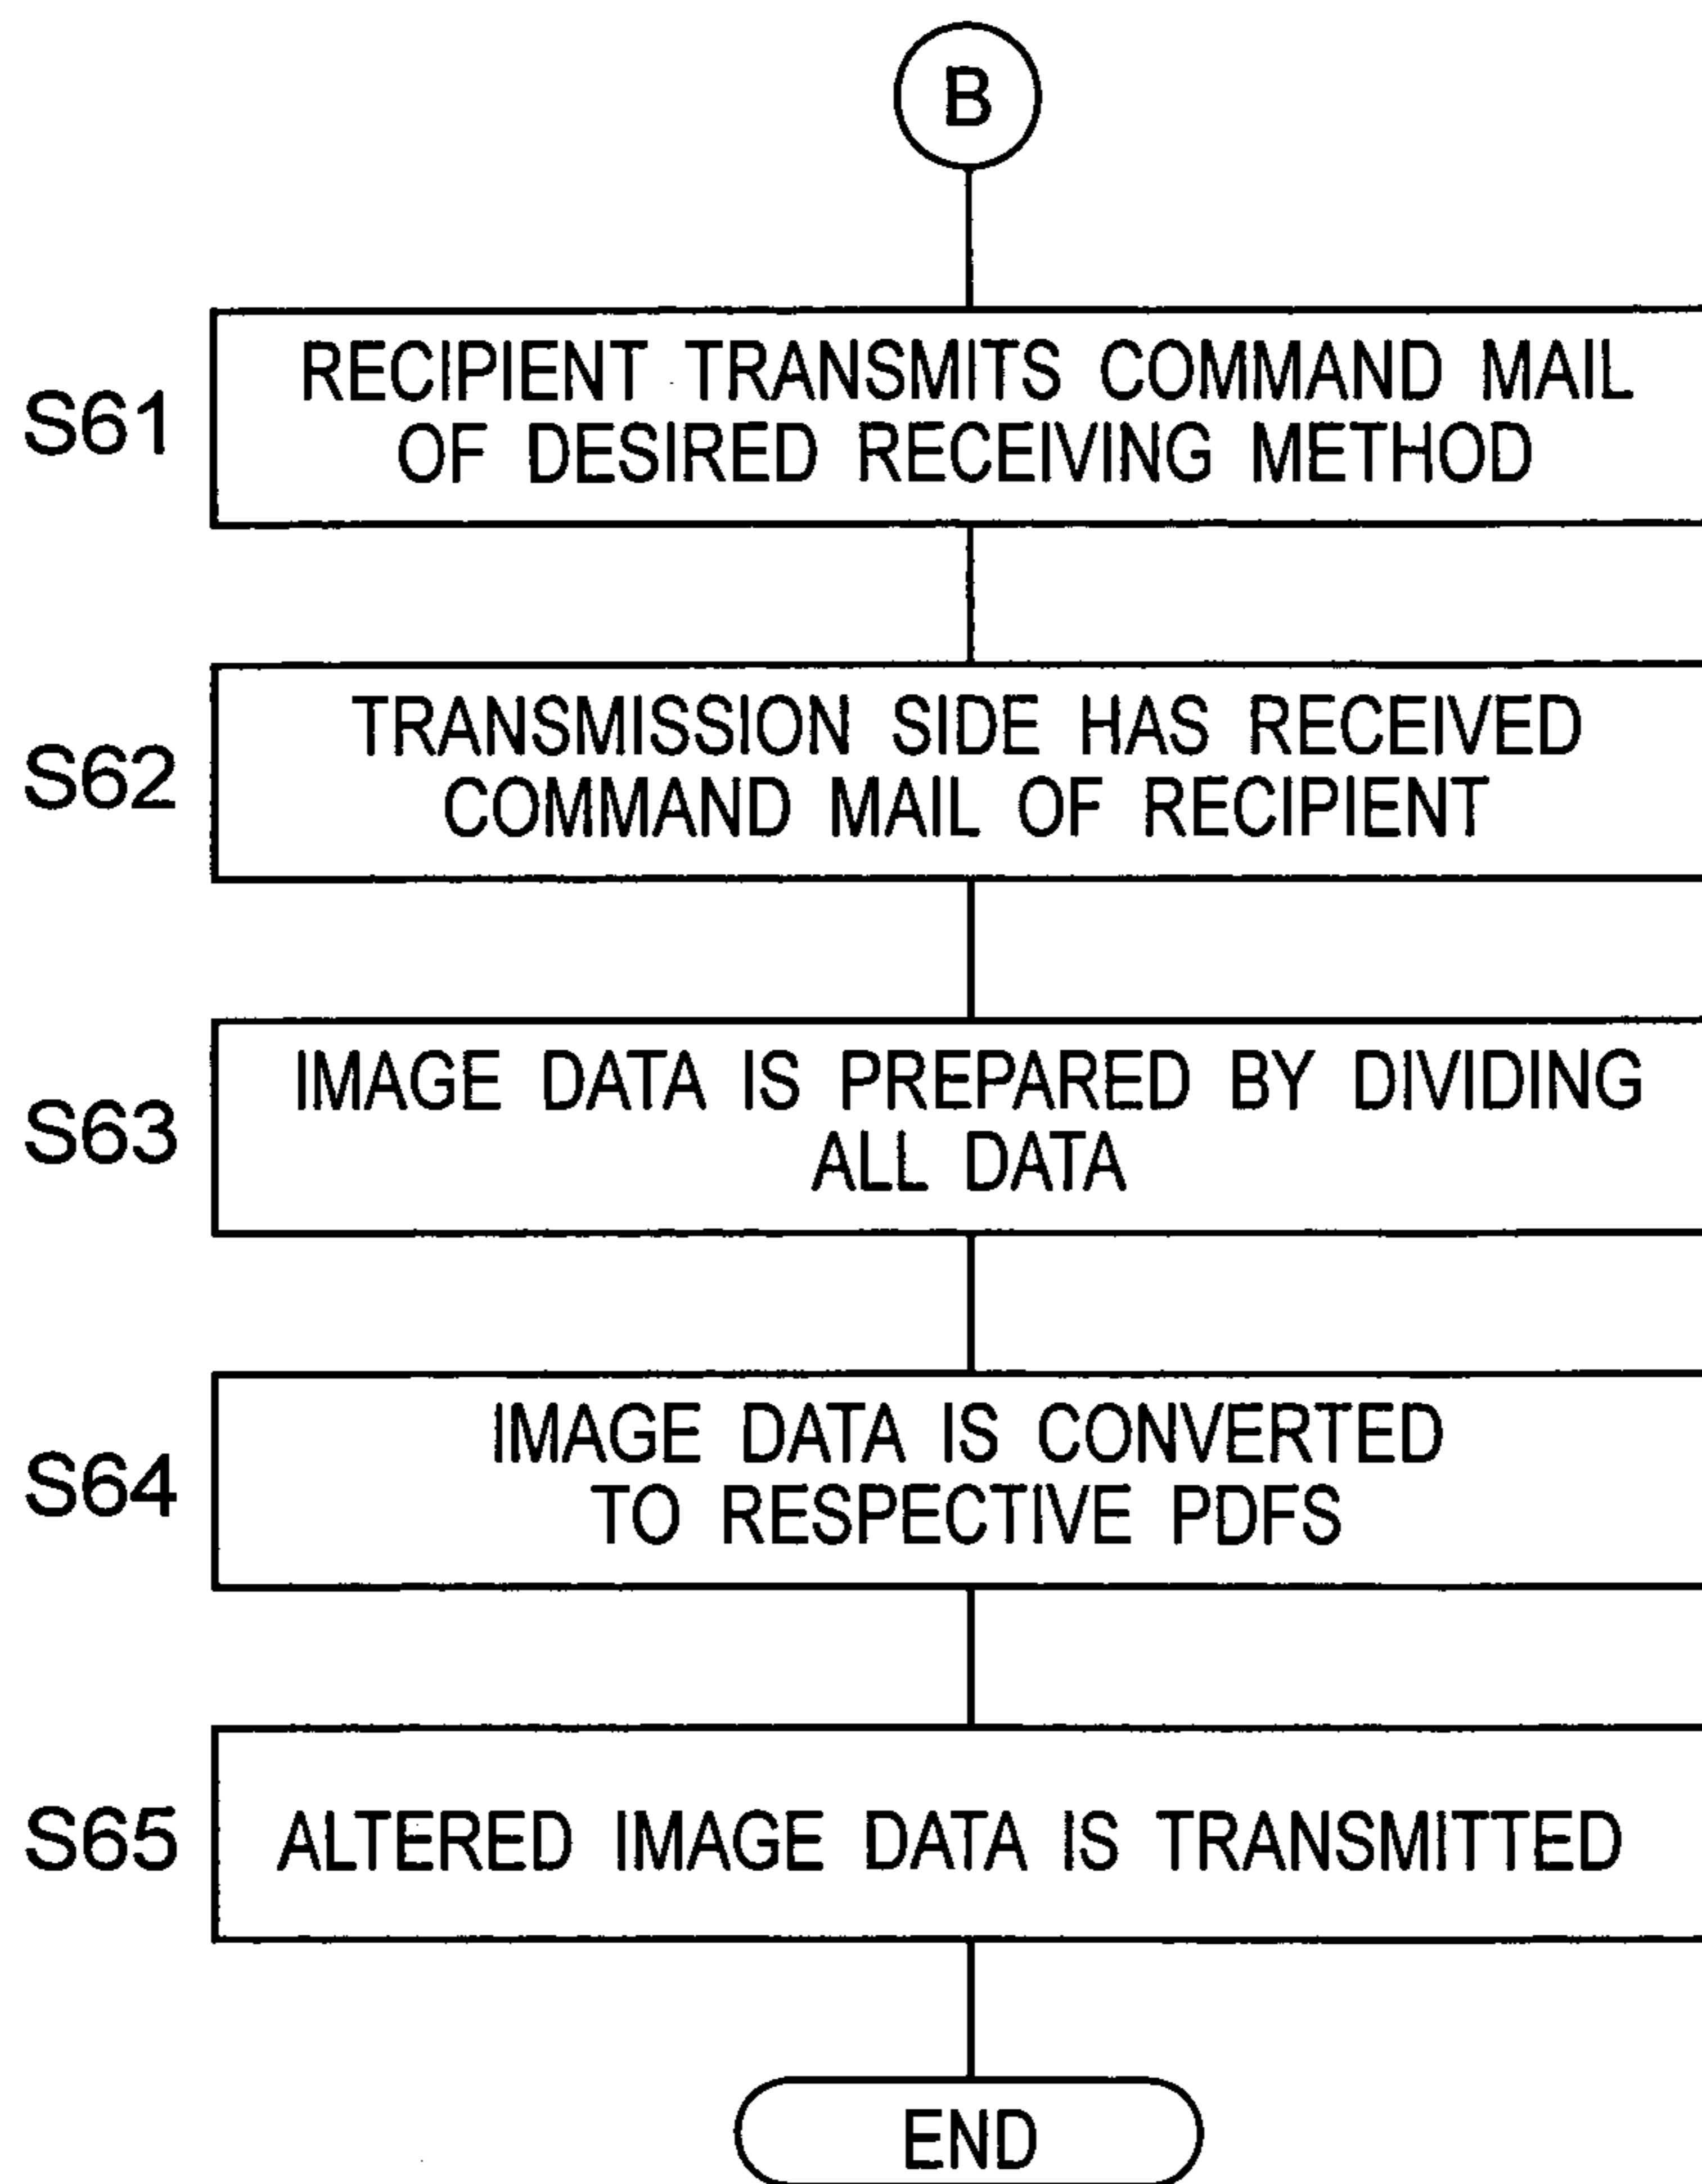 B
S61
RECIPIENT TRANSMITS COMMAND MAIL
OF DESIRED RECEIVING METHOD
S62
TRANSMISSION SIDE HAS RECEIVED
COMMAND MAIL OF RECIPIENT
S63
IMAGE DATA IS PREPARED BY DIVIDING
ALL DATA
S64
IMAGE DATA IS CONVERTED
TO RESPECTIVE PDFS
S65
ALTERED IMAGE DATA IS TRANSMITTED
END